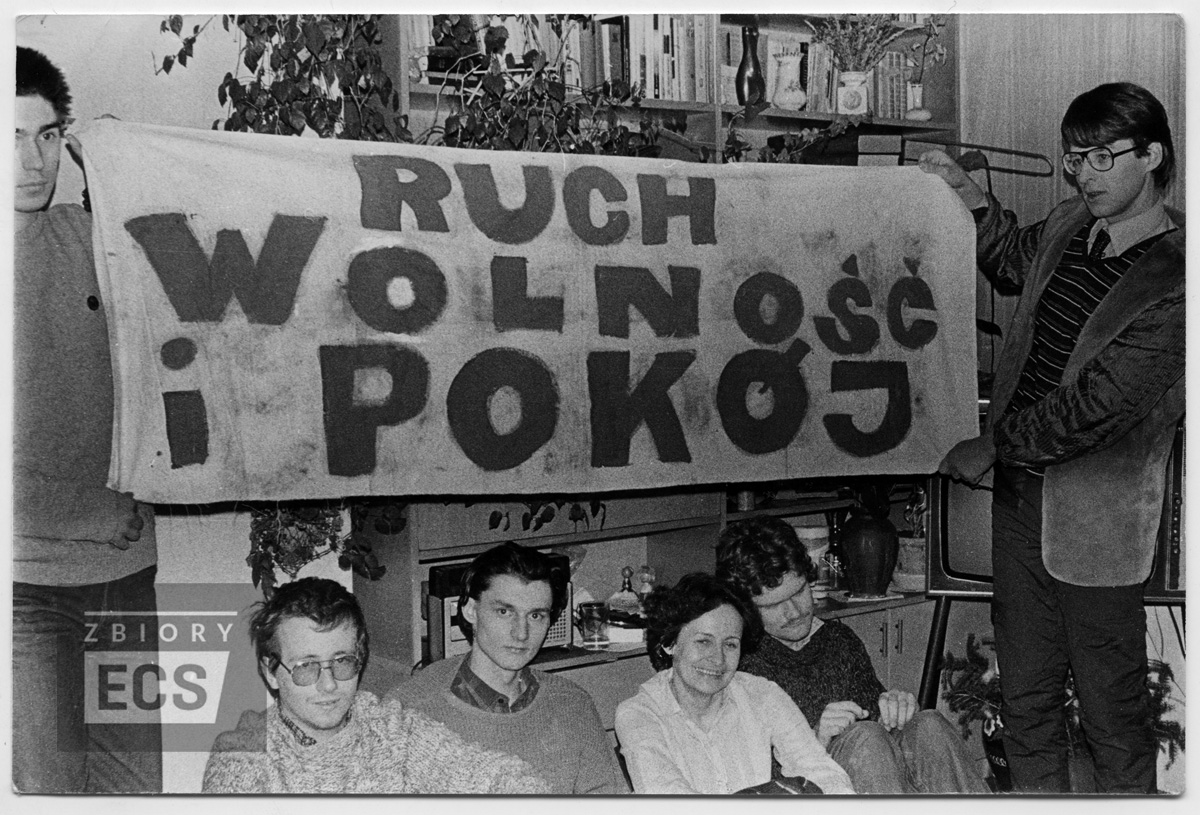 RUCH
WOLNOŚĆ
i POKÓJ
ZBIORY
ECS